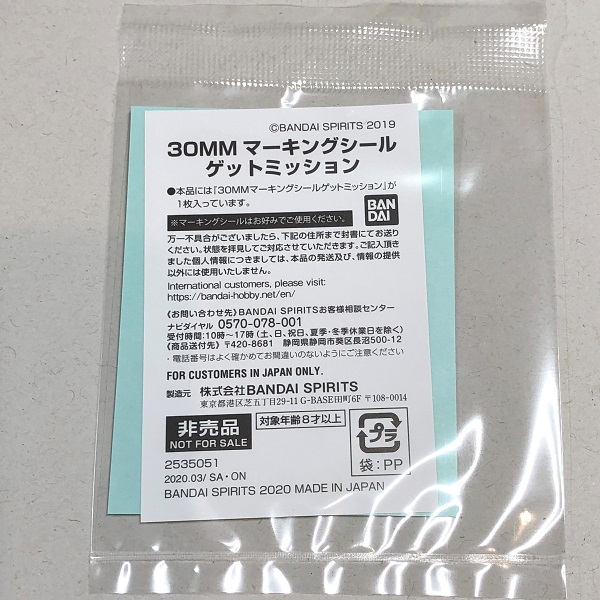 ©BANDAI SPIRITS 2019
30MM マーキングシール
ゲットミッション
●本品には「30MMマーキングシールゲットミッション」が
1枚入っています。
BAN
DAI
※マーキングシールはお好みでご使用ください。
万一不具合がございましたら、下記の住所まで封書にてお送り
ください。状態を拝見してご対応させていただきます。ご記入頂き
ました個人情報につきましては、本品の発送及び、情報の提供
以外には使用いたしません。
International customers, please visit:
https://bandai-hobby.net/en/
《お問い合わせ先》BANDAI SPIRITSお客様相談センター
ナビダイヤル 0570-078-001
受付時間:10時〜17時(土、日、祝日、夏季・冬季休業日を除く)
《商品送付先》〒420-8681 静岡県静岡市葵区長沼500-12
・電話番号はよく確かめてお間違いのないようにご注意ください
FOR CUSTOMERS IN JAPAN ONLY.
製造元 株式会社BANDAI SPIRITS
東京都港区芝五丁目29-11 G-BASE田町6F 〒108-0014
非売品
NOT FOR SALE
対象年齢8才以上
プラ
袋:PP
2535051
2020.03/ SA・ON
BANDAI SPIRITS 2020 MADE IN JAPAN